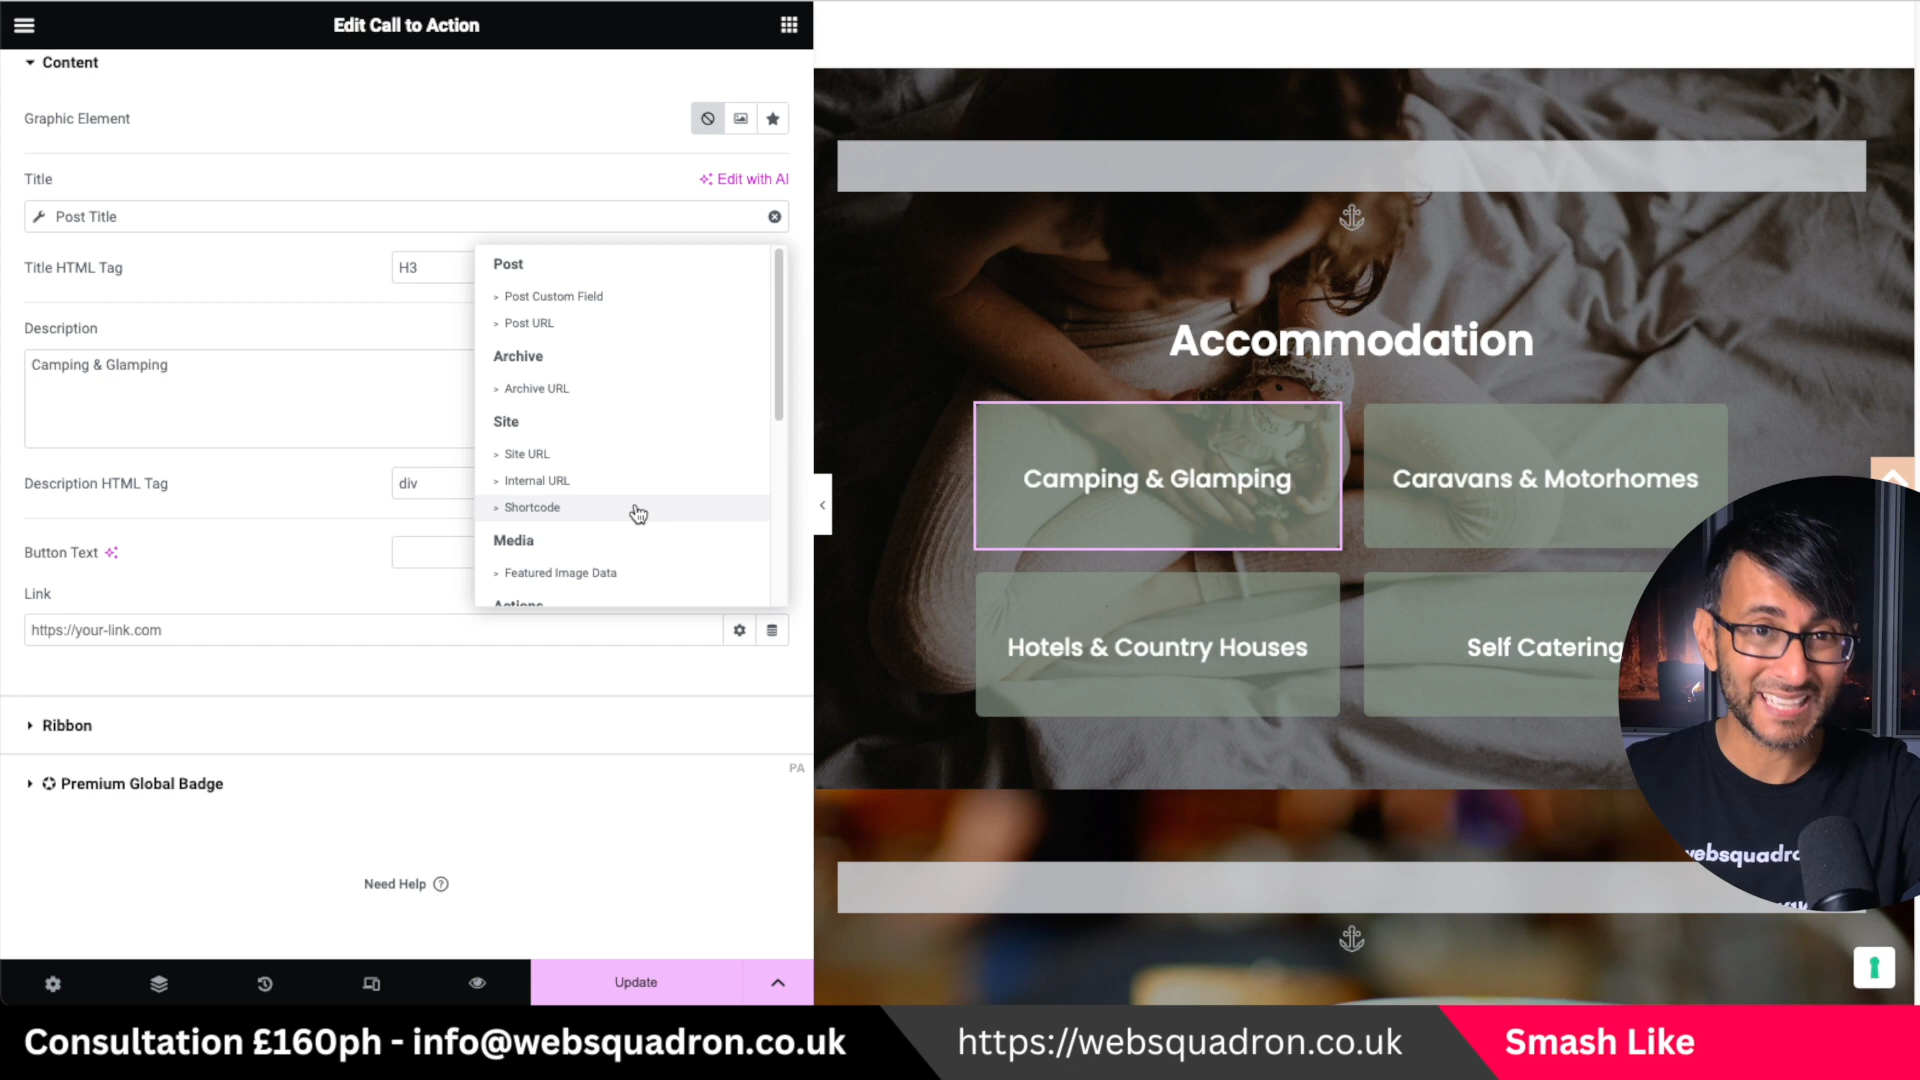 Edit Call to Action
Content
Graphic Element
Title
Edit with AI
Post Title
Title HTML Tag
H3
Description
Camping & Glamping
Description HTML Tag
div
Button Text
Link
https://your-link.com
Post
> Post Custom Field
> Post URL
Archive
> Archive URL
Site
> Site URL
> Internal URL
> Shortcode
Media
> Featured Image Data
Actions
Ribbon
PA
Premium Global Badge
Need Help
Update
Accommodation
Camping & Glamping
Caravans & Motorhomes
Hotels & Country Houses
Self Catering
websquadro
Consultation £160ph - info@websquadron.co.uk
https://websquadron.co.uk
Smash Like